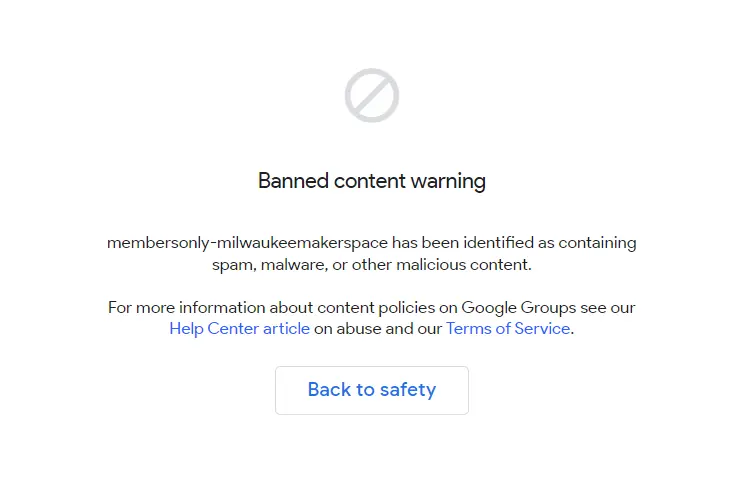 Banned content warning
membersonly-milwaukeemakerspace has been identified as containing
spam, malware, or other malicious content.
For more information about content policies on Google Groups see our
Help Center article on abuse and our Terms of Service.
Back to safety